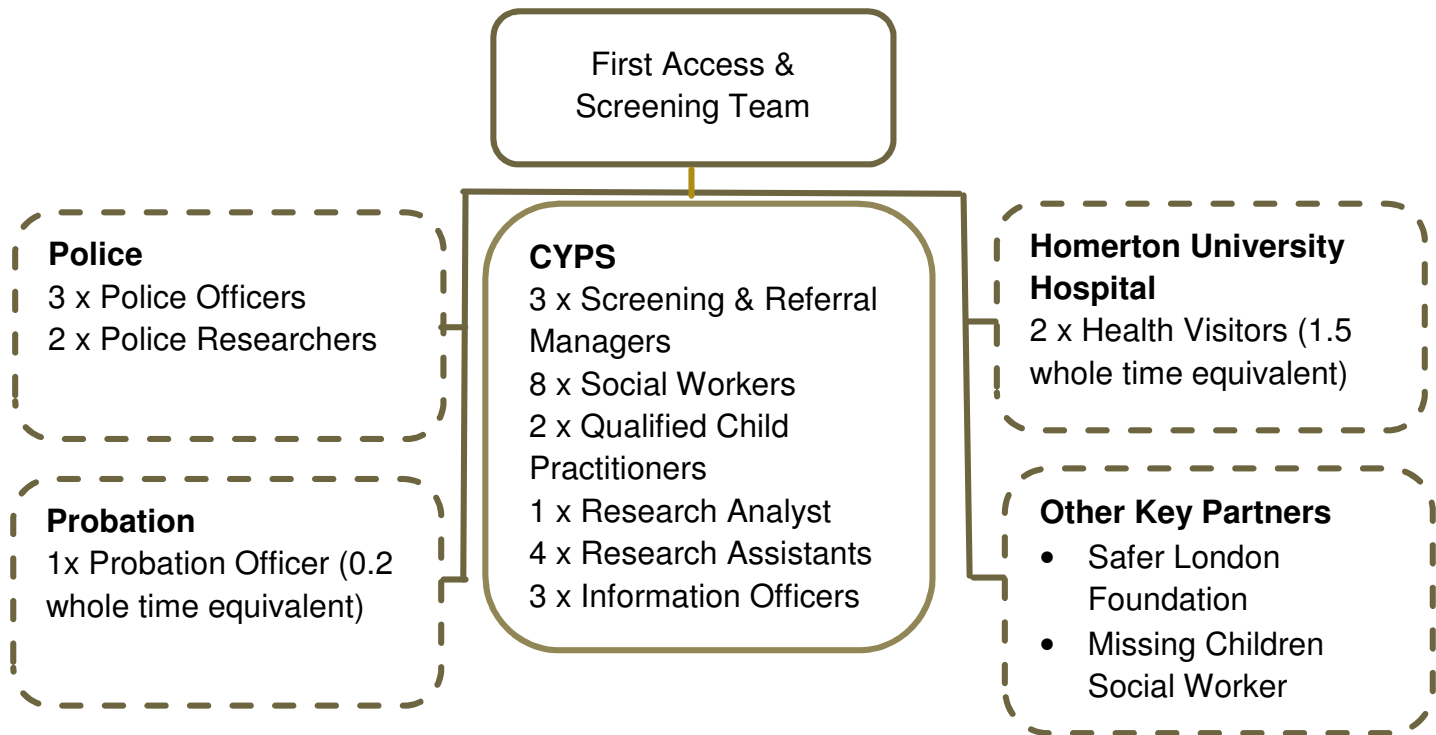 First Access &
Screening Team
Police
3 x Police Officers
2 x Police Researchers
Probation
1x Probation Officer (0.2
whole time equivalent)
CYPS
3 x Screening & Referral
Managers
8 x Social Workers
2 x Qualified Child
Practitioners
1 x Research Analyst
4 x Research Assistants
3 x Information Officers
Homerton University
Hospital
2 x Health Visitors (1.5
whole time equivalent)
Other Key Partners
• Safer London
Foundation
• Missing Children
Social Worker